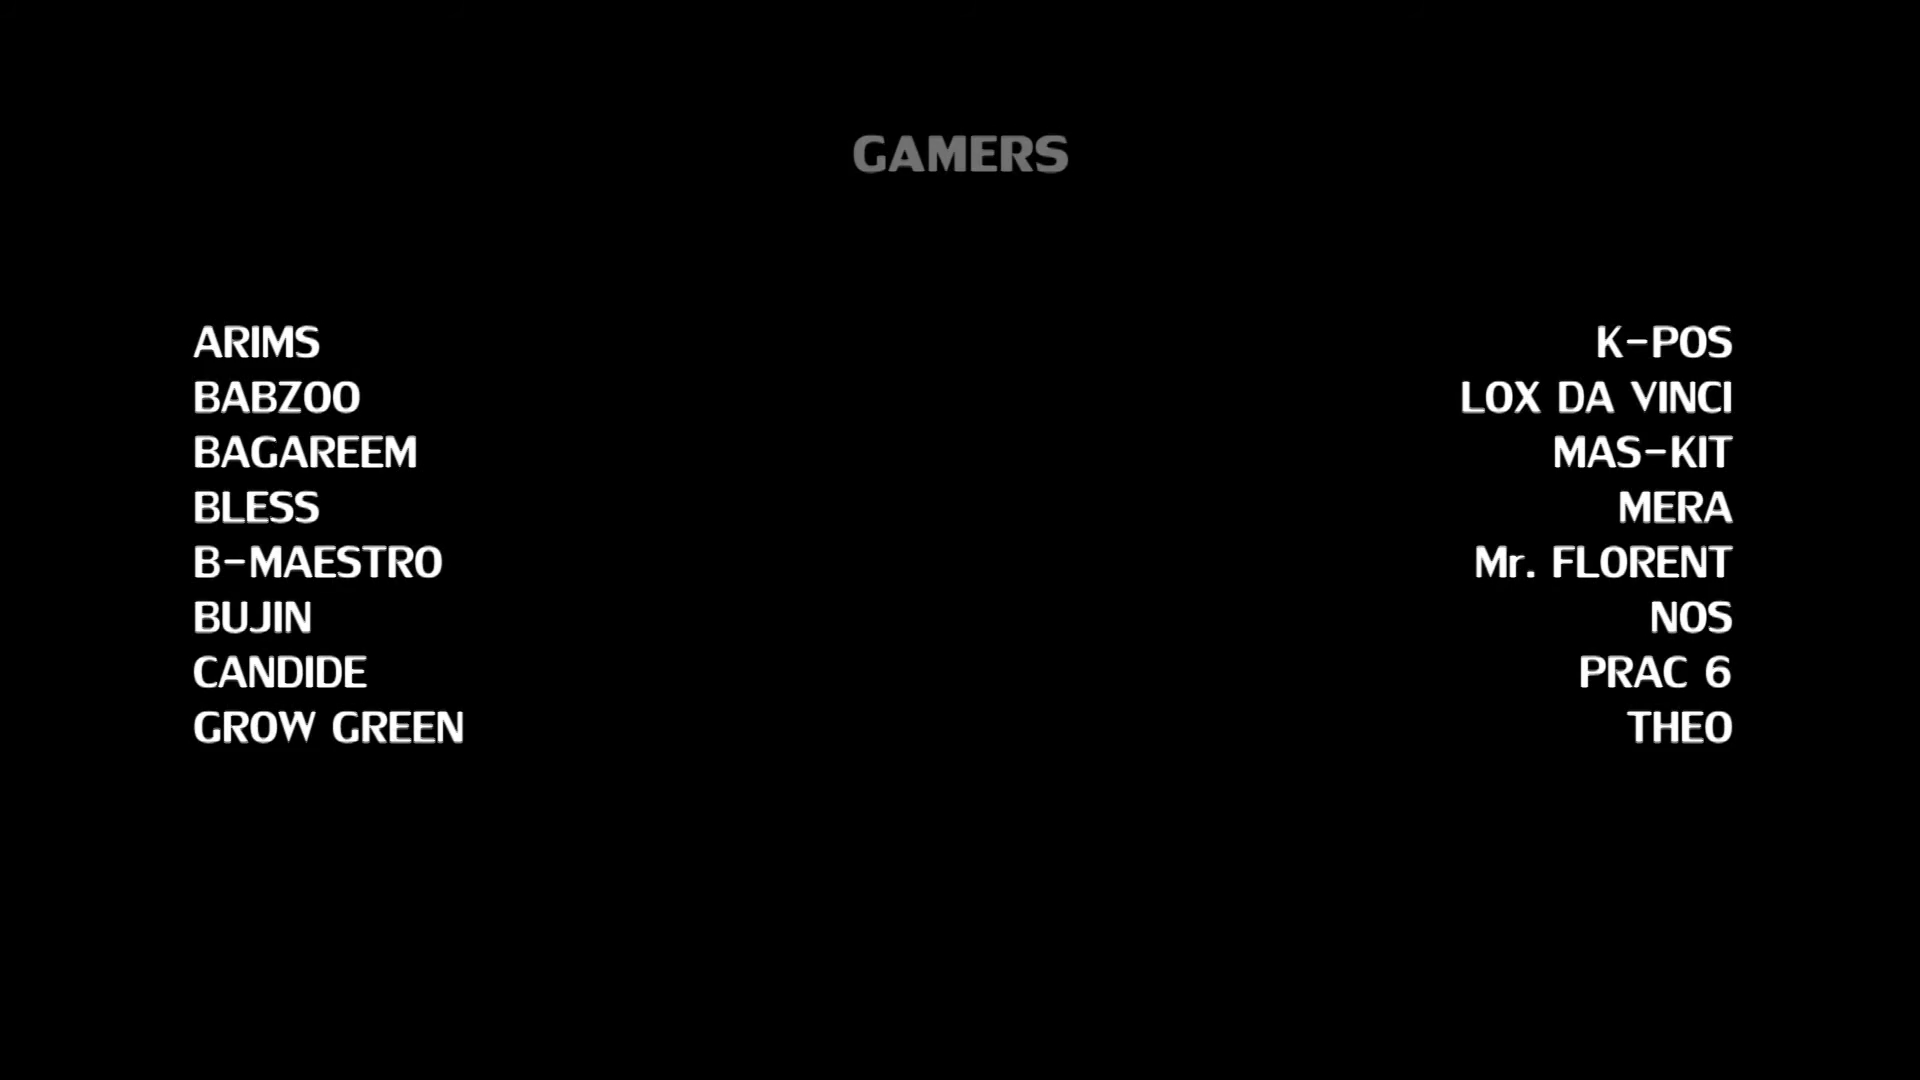 GAMERS
ARIMS
BABZOO
BAGAREEM
BLESS
B-MAESTRO
BUJIN
CANDIDE
GROW GREEN
K-POS
LOX DA VINCI
MAS-KIT
MERA
Mr. FLORENT
NOS
PRAC 6
THEO